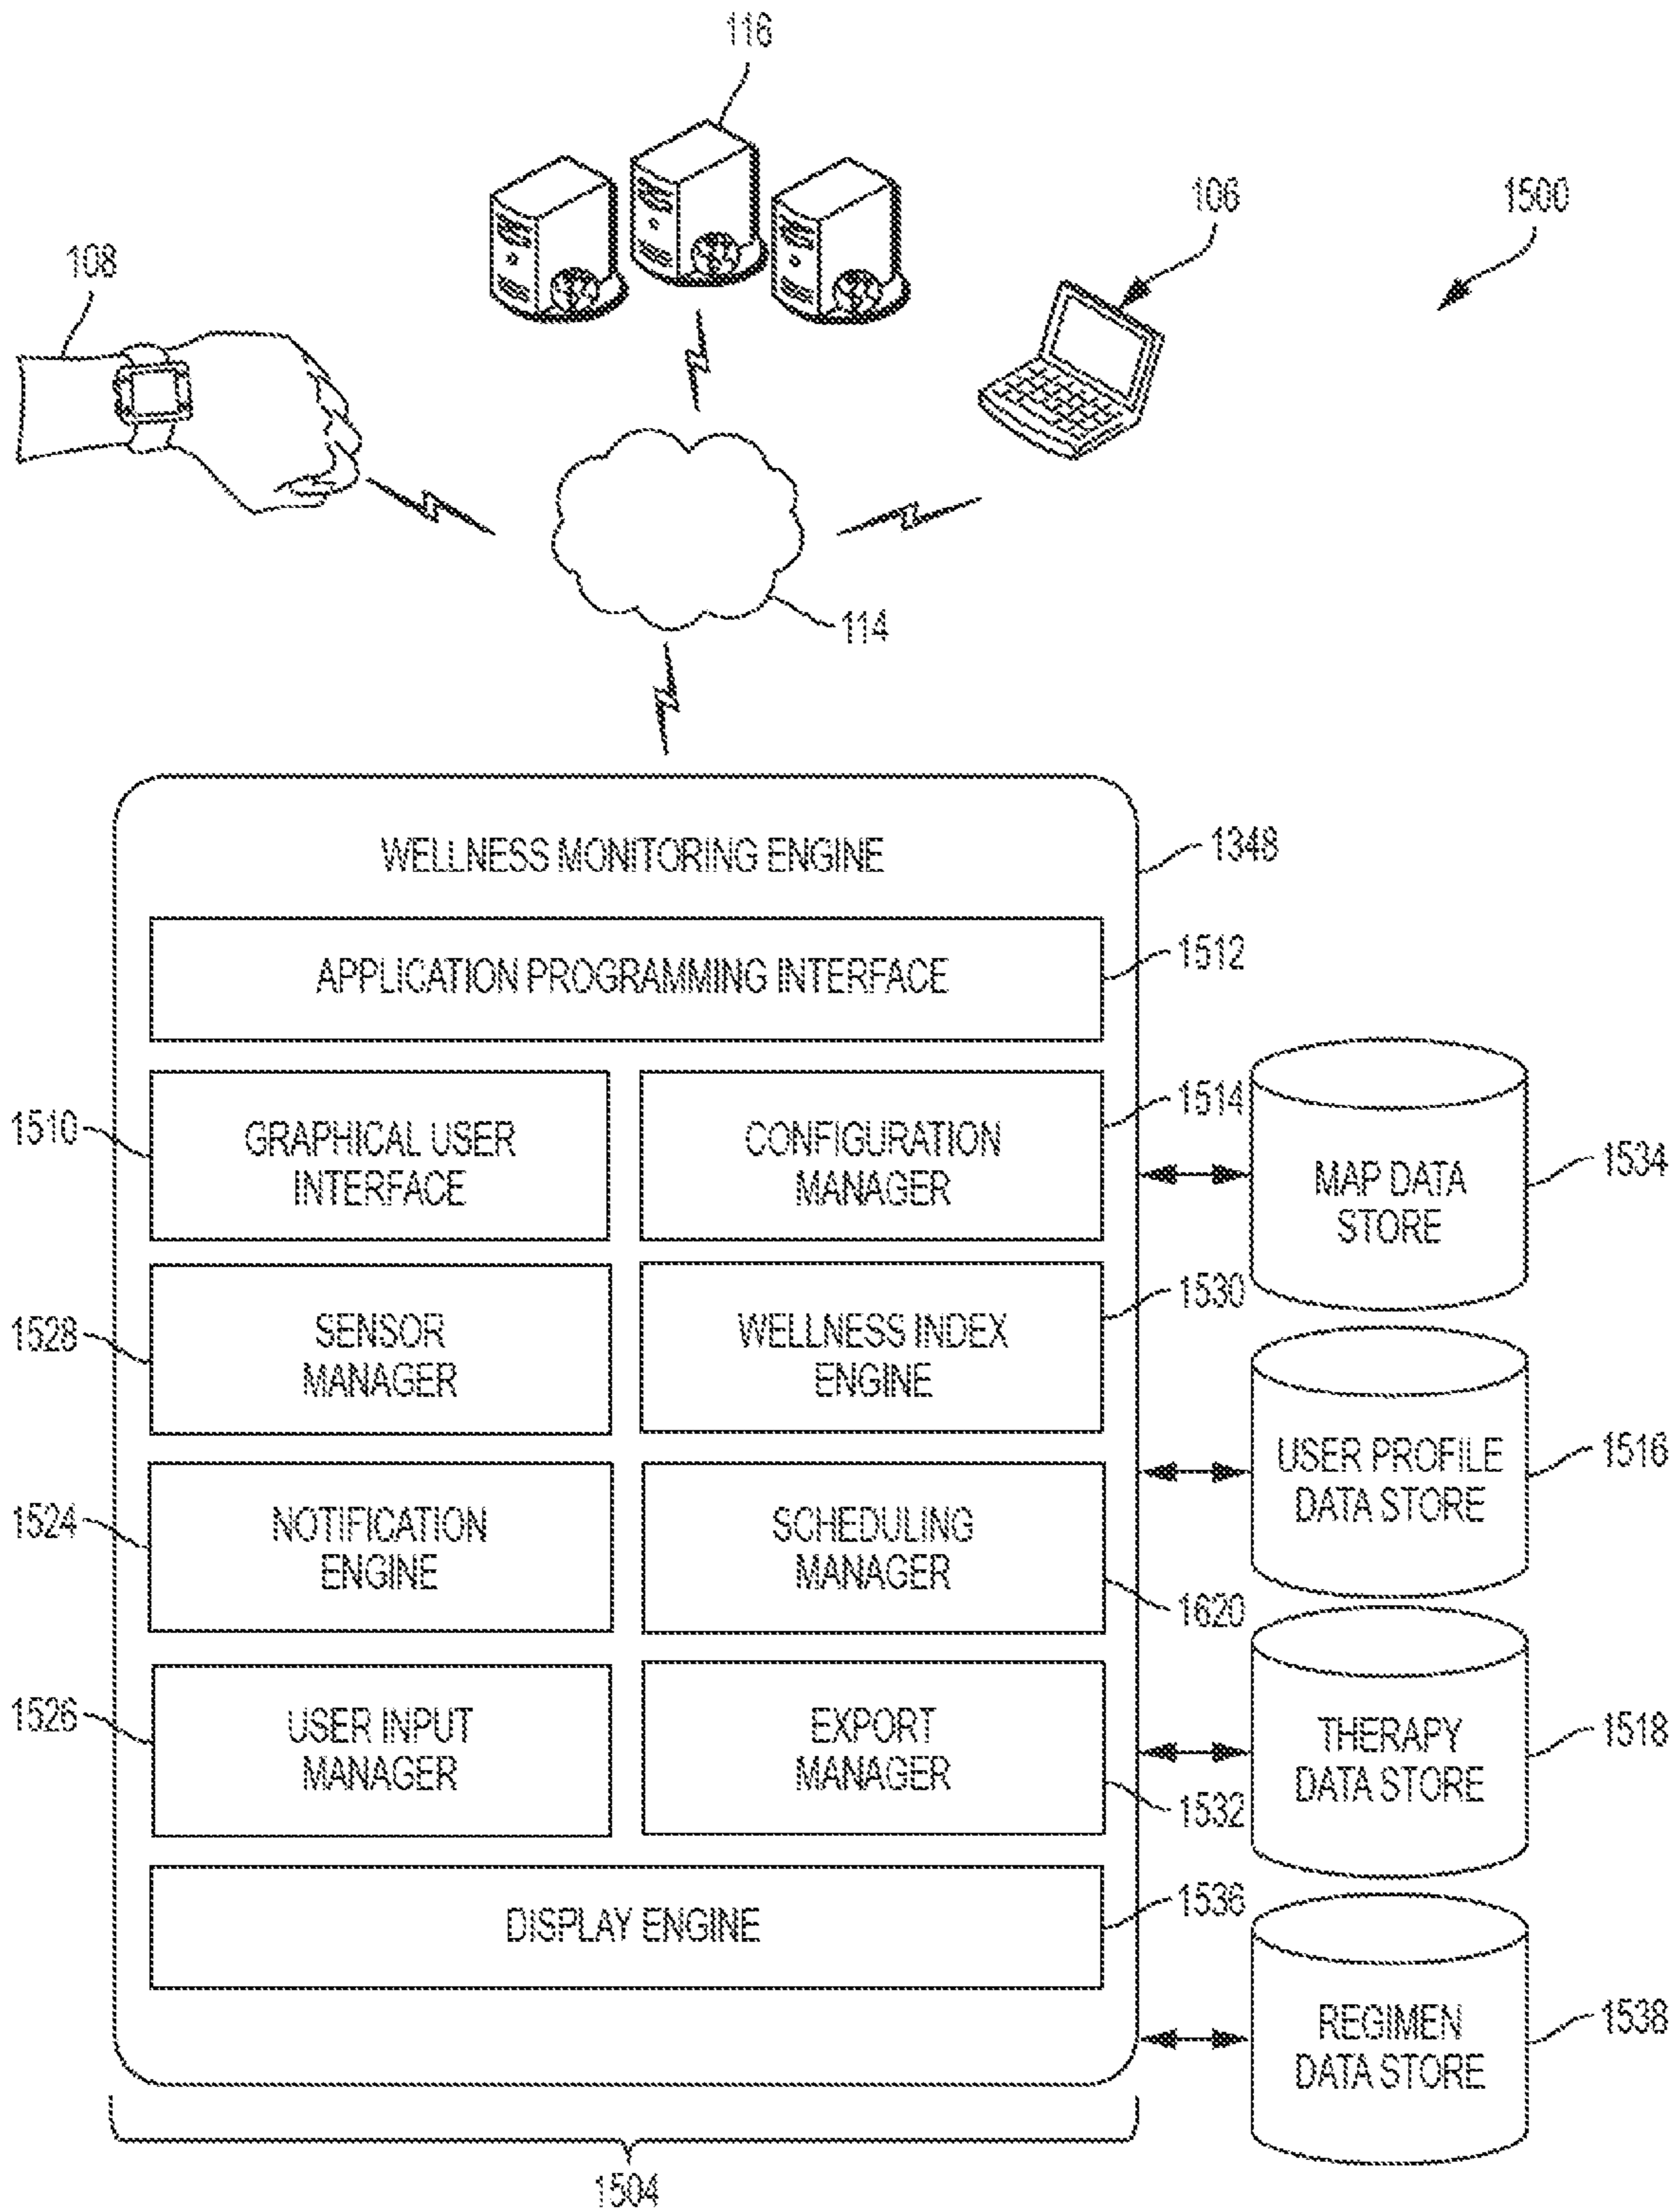 116
106
1500
108
114
WELLNESS MONITORING ENGINE
1348
APPLICATION PROGRAMMING INTERFACE
1512
1510
GRAPHICAL USER
INTERFACE
CONFIGURATION
MANAGER
1514
MAP DATA
STORE
1534
1528
SENSOR
MANAGER
WELLNESS INDEX
ENGINE
1530
USER PROFILE
DATA STORE
1516
1524
NOTIFICATION
ENGINE
SCHEDULING
MANAGER
1620
1526
USER INPUT
MANAGER
EXPORT
MANAGER
1532
THERAPY
DATA STORE
1518
DISPLAY ENGINE
1536
REGIMEN
DATA STORE
1538
1504